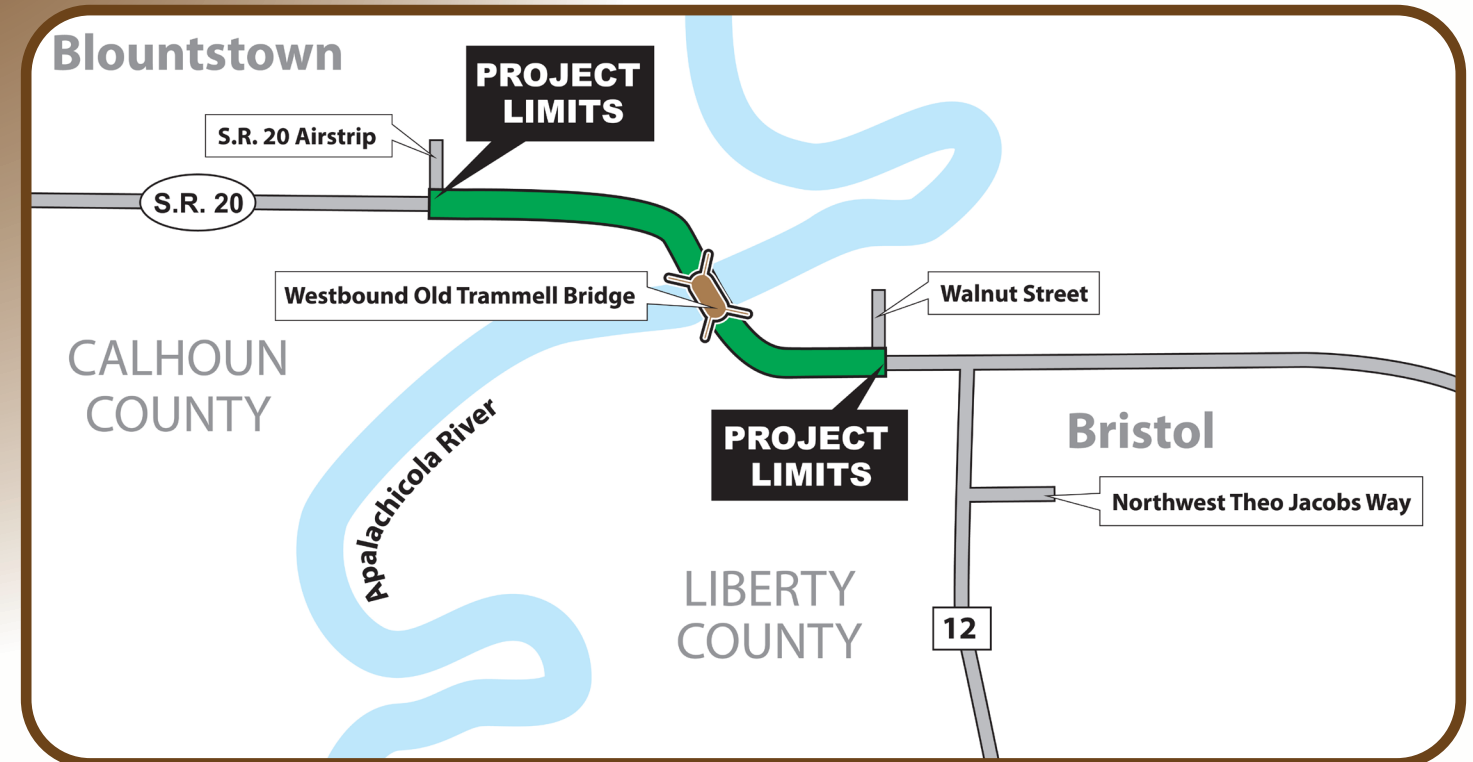 Blountstown
PROJECT
LIMITS
S.R. 20 Airstrip
S.R. 20
Westbound Old Trammell Bridge
Walnut Street
CALHOUN
COUNTY
Apalachicola River
PROJECT
LIMITS
Bristol
Northwest Theo Jacobs Way
LIBERTY
COUNTY
12